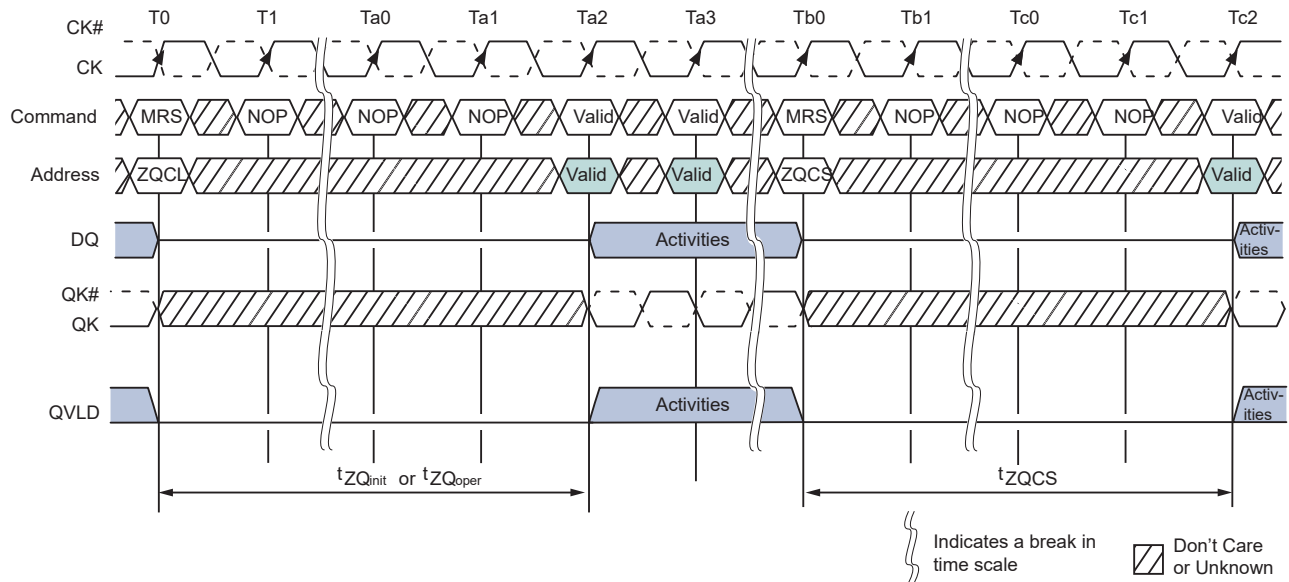 T0 T1 Ta0 Ta1 Ta2 Ta3 Tb0 Tb1 Tc0 Tc1 Tc2
CK#
CK
Command MRS NOP NOP NOP Valid Valid MRS NOP NOP NOP Valid
Address ZQCL Valid Valid ZQCS Valid
DQ Activities Activ-
ities
QK#
QK
QVLD Activities Activ-
ities
tZQinit or tZQoper tZQCS
Indicates a break in
time scale
Don't Care
or Unknown